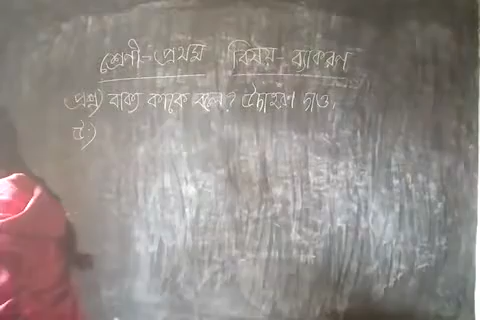 শ্রেণী- প্রথম বিষয়- ব্যাকরণ
প্রশ্ন) বাক্য কাকে বলে? উদাহরণ দাও।
উ:)